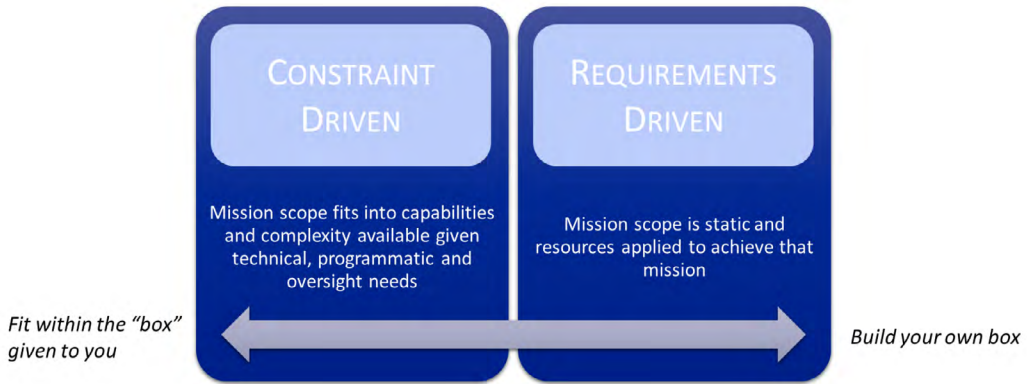 CONSTRAINT
DRIVEN
Mission scope fits into capabilities
and complexity available given
technical, programmatic and
oversight needs
REQUIREMENTS
DRIVEN
Mission scope is static and
resources applied to achieve that
mission
Fit within the “box”
given to you
Build your own box